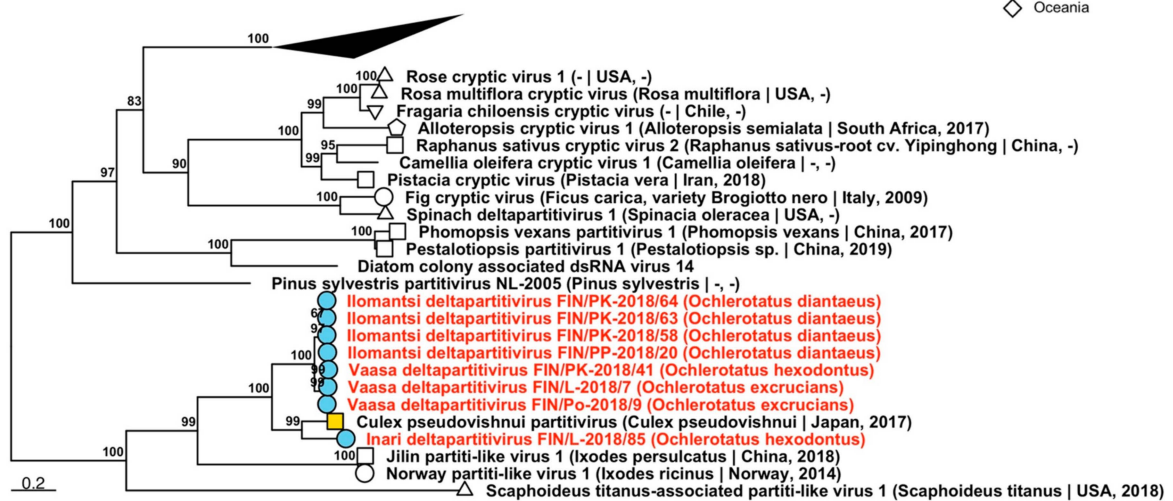 Oceania
100
100 Rose cryptic virus 1 (- | USA, -)
100 Rosa multiflora cryptic virus (Rosa multiflora | USA, -)
83 99 Fragaria chiloensis cryptic virus (- | Chile, -)
100 Alloteropsis cryptic virus 1 (Alloteropsis semialata | South Africa, 2017)
95 Raphanus sativus cryptic virus 2 (Raphanus sativus-root cv. Yipinghong | China, -)
90 99 Camellia oleifera cryptic virus 1 (Camellia oleifera | -, -)
97 Pistacia cryptic virus (Pistacia vera | Iran, 2018)
100 Fig cryptic virus (Ficus carica, variety Brogiotto nero | Italy, 2009)
Spinach deltapartitivirus 1 (Spinacia oleracea | USA, -)
100 100 Phomopsis vexans partitivirus 1 (Phomopsis vexans | China, 2017)
100 Pestalotiopsis partitivirus 1 (Pestalotiopsis sp. | China, 2019)
Diatom colony associated dsRNA virus 14
Pinus sylvestris partitivirus NL-2005 (Pinus sylvestris | -, -)
Ilomantsi deltapartitivirus FIN/PK-2018/64 (Ochlerotatus diantaeus)
Ilomantsi deltapartitivirus FIN/PK-2018/63 (Ochlerotatus diantaeus)
Ilomantsi deltapartitivirus FIN/PK-2018/58 (Ochlerotatus diantaeus)
100 Ilomantsi deltapartitivirus FIN/PP-2018/20 (Ochlerotatus diantaeus)
Vaasa deltapartitivirus FIN/PK-2018/41 (Ochlerotatus hexodontus)
100 99 Vaasa deltapartitivirus FIN/L-2018/7 (Ochlerotatus excrucians)
Vaasa deltapartitivirus FIN/Po-2018/9 (Ochlerotatus excrucians)
99 99 Culex pseudovishnui partitivirus (Culex pseudovishnui | Japan, 2017)
Inari deltapartitivirus FIN/L-2018/85 (Ochlerotatus hexodontus)
100 100 Jilin partiti-like virus 1 (Ixodes persulcatus | China, 2018)
Norway partiti-like virus 1 (Ixodes ricinus | Norway, 2014)
0.2 Scaphoideus titanus-associated partiti-like virus 1 (Scaphoideus titanus | USA, 2018)